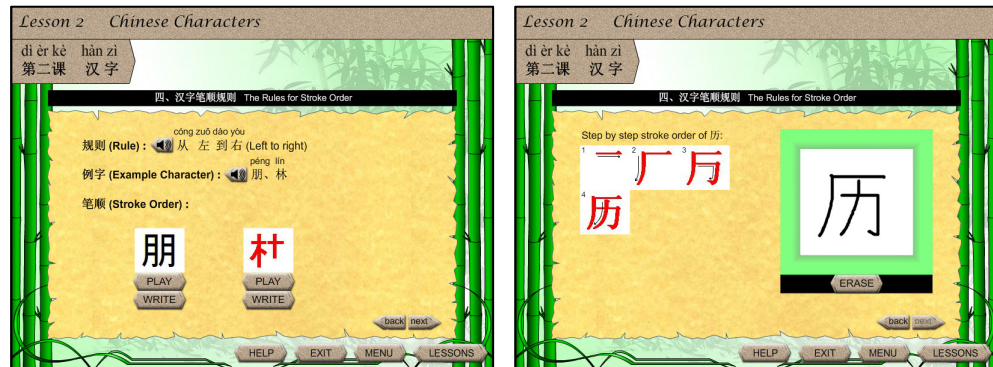 Lesson 2 Chinese Characters
dì èr kè hàn zì
第二课 汉字
四、汉字笔顺规则 The Rules for Stroke Order
cóng zuǒ dào yòu
规则 (Rule) : 从 左 到 右 (Left to right)
péng lín
例字 (Example Character) : 朋、林
笔顺 (Stroke Order) :
朋
PLAY PLAY
WRITE WRITE
back next
HELP EXIT MENU LESSONS
Lesson 2 Chinese Characters
dì èr kè hàn zì
第二课 汉字
四、汉字笔顺规则 The Rules for Stroke Order
Step by step stroke order of 历:
1 2 3
4
历
历
ERASE
back next
HELP EXIT MENU LESSONS